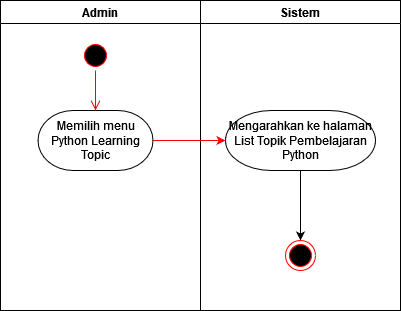 Admin
Sistem
Memilih menu
Python Learning
Topic
Mengarahkan ke halaman
List Topik Pembelajaran
Python